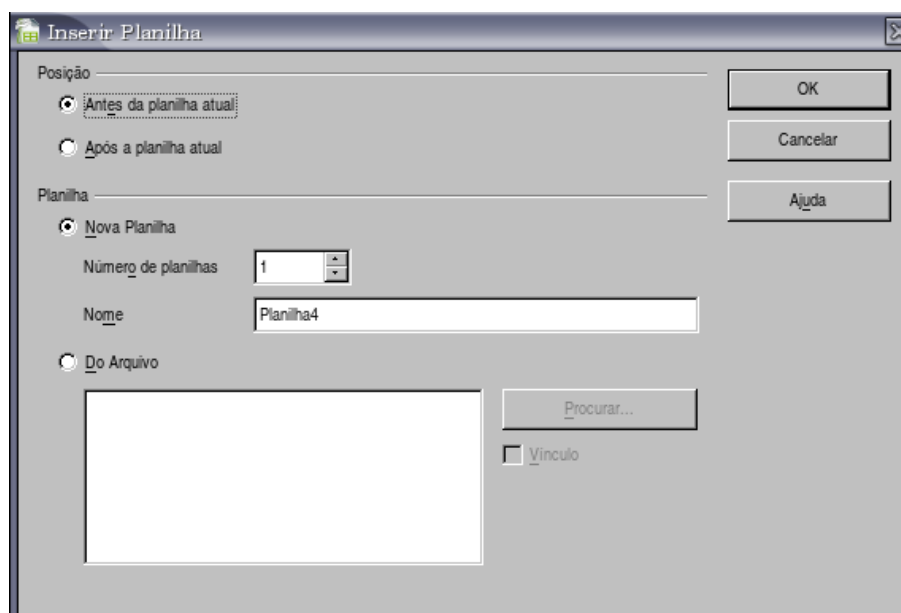 Inserir Planilha
Posição
Antes da planilha atual
Após a planilha atual
OK
Cancelar
Ajuda
Planilha
Nova Planilha
Número de planilhas
1
Nome
Planilha4
Do Arquivo
Procurar...
Vínculo